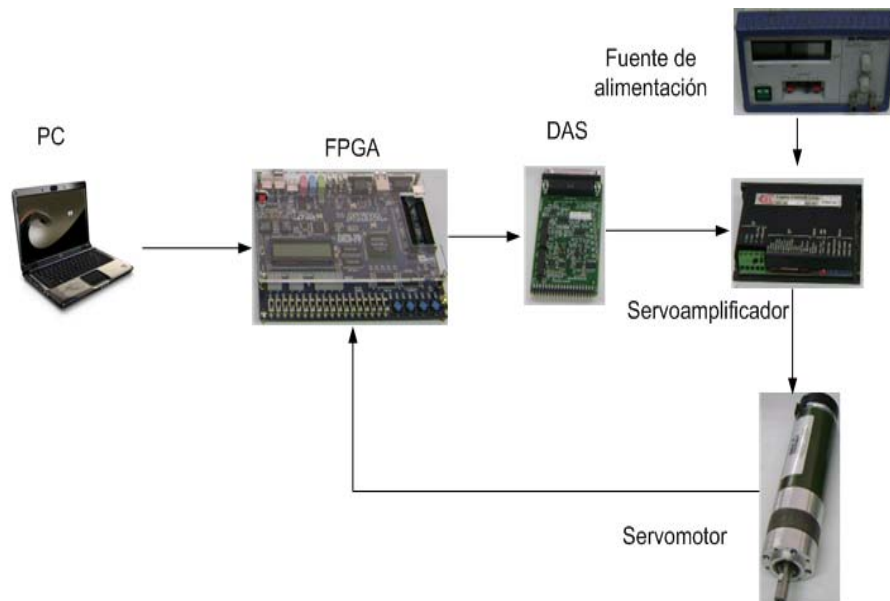 Fuente de
alimentación
PC
FPGA
DAS
Servoamplificador
Servomotor